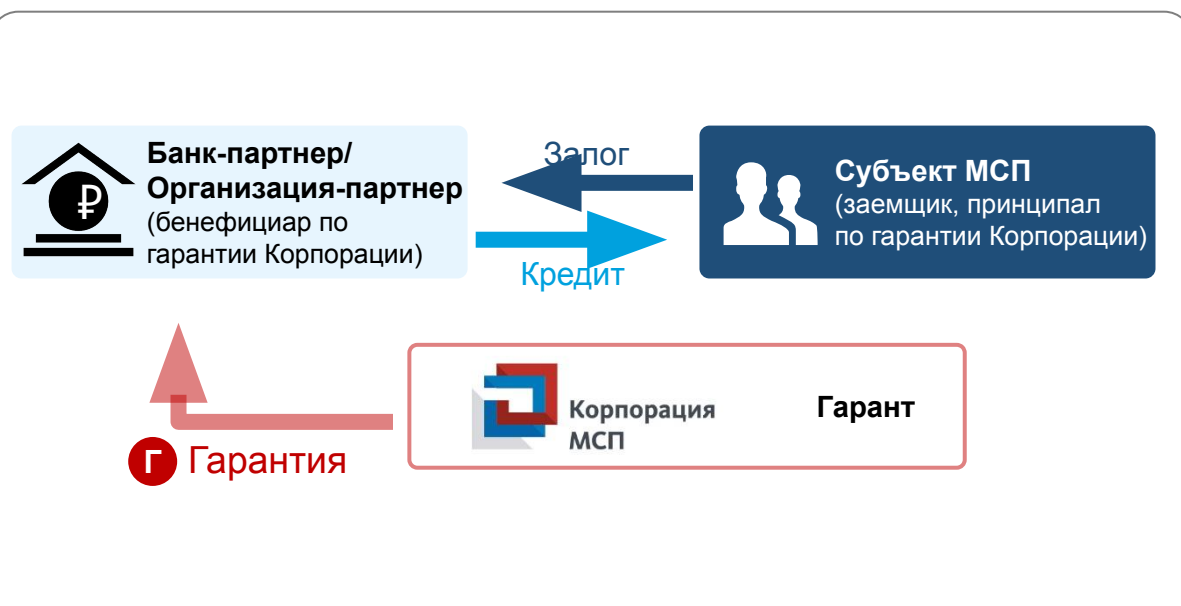 Банк-партнер/
Организация-партнер
(бенефициар по
гарантии Корпорации)
₽
Залог
Кредит
Субъект МСП
(заемщик, принципал
по гарантии Корпорации)
Корпорация
МСП
Гарант
Г Гарантия